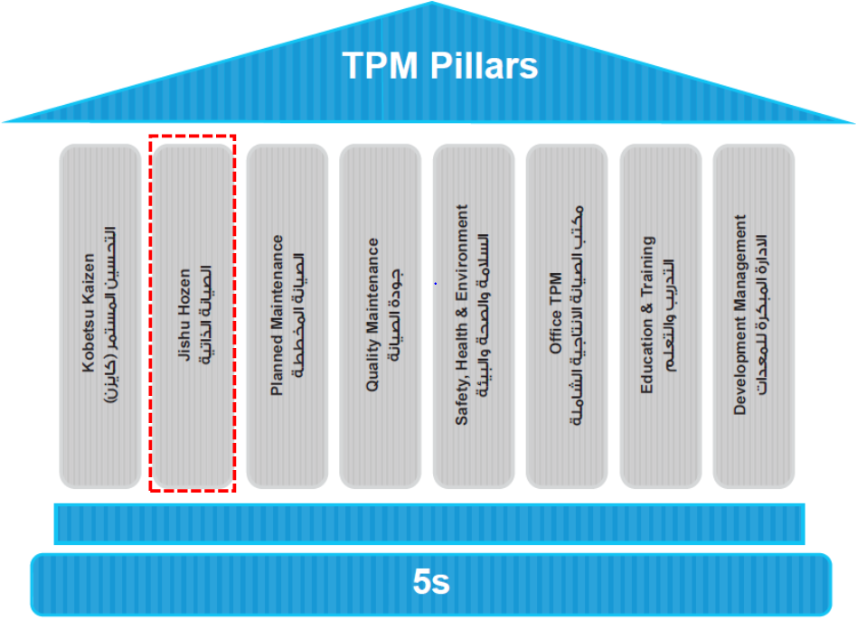 TPM Pillars
Kobetsu Kaizen
التحسين المستمر (كايزن)
Jishu Hozen
الصيانة الذاتية
Planned Maintenance
الصيانة المخططة
Quality Maintenance
جودة الصيانة
Safety, Health & Environment
السلامة والصحة والبيئة
Office TPM
مكتب الصيانة الانتاجية الشاملة
Education & Training
التدريب والتعلم
Development Management
الادارة المبكرة للمعدات
5s